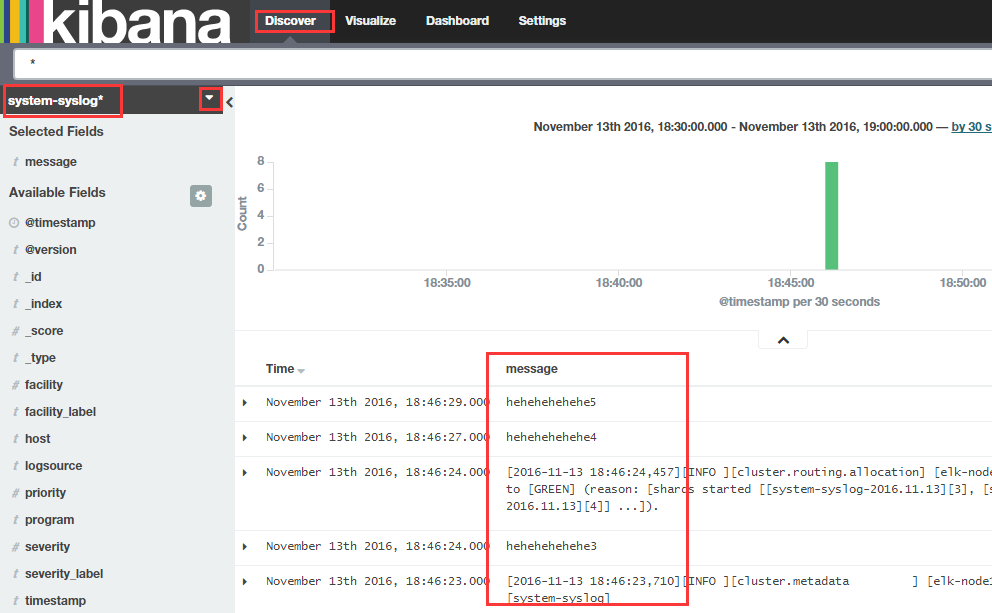 kibana Discover Visualize Dashboard Settings
*
system-syslog*
Selected Fields
t message
Available Fields
@timestamp
t @version
t _id
t _index
# _score
t _type
# facility
t facility_label
t host
t logsource
# priority
t program
# severity
t severity_label
t timestamp
November 13th 2016, 18:30:00.000 - November 13th 2016, 19:00:00.000 — by 30 s
Count
8
6
4
2
0
18:35:00 18:40:00 18:45:00 18:50:00
@timestamp per 30 seconds
Time message
November 13th 2016, 18:46:29.000 hehehehehehe5
November 13th 2016, 18:46:27.000 hehehehehehe4
November 13th 2016, 18:46:24.000 [2016-11-13 18:46:24,457][INFO ][cluster.routing.allocation] [elk-node
to [GREEN] (reason: [shards started [[system-syslog-2016.11.13][3], [s
2016.11.13][4]] ...]).
November 13th 2016, 18:46:24.000 hehehehehehe3
November 13th 2016, 18:46:23.000 [2016-11-13 18:46:23,710][INFO ][cluster.metadata ] [elk-node1
[system-syslog]